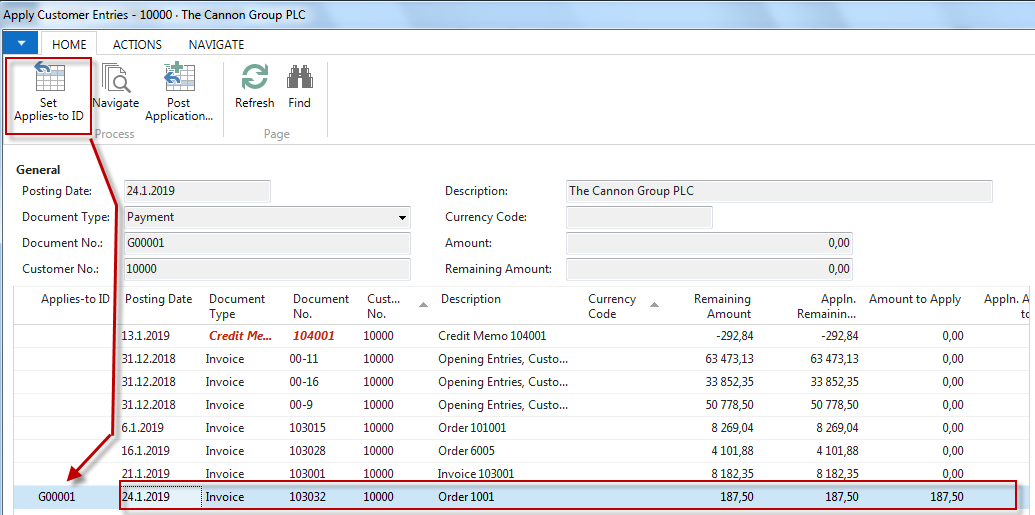 Apply Customer Entries - 10000 · The Cannon Group PLC
HOME ACTIONS NAVIGATE
Set Applies-to ID
Navigate
Post Application...
Refresh
Find
Process
Page
General
Posting Date: 24.1.2019 Description: The Cannon Group PLC
Document Type: Payment Currency Code:
Document No.: G00001 Amount: 0,00
Customer No.: 10000 Remaining Amount: 0,00
Applies-to ID Posting Date Document Type Document No. Cust... No. Description Currency Code Remaining Amount Appln. Remainin... Amount to Apply Appln. A to
13.1.2019 Credit Me... 104001 10000 Credit Memo 104001 -292,84 -292,84 0,00
31.12.2018 Invoice 00-11 10000 Opening Entries, Custo... 63 473,13 63 473,13 0,00
31.12.2018 Invoice 00-16 10000 Opening Entries, Custo... 33 852,35 33 852,35 0,00
31.12.2018 Invoice 00-9 10000 Opening Entries, Custo... 50 778,50 50 778,50 0,00
6.1.2019 Invoice 103015 10000 Order 101001 8 269,04 8 269,04 0,00
16.1.2019 Invoice 103028 10000 Order 6005 4 101,88 4 101,88 0,00
21.1.2019 Invoice 103001 10000 Invoice 103001 8 182,35 8 182,35 0,00
G00001 24.1.2019 Invoice 103032 10000 Order 1001 187,50 187,50 187,50